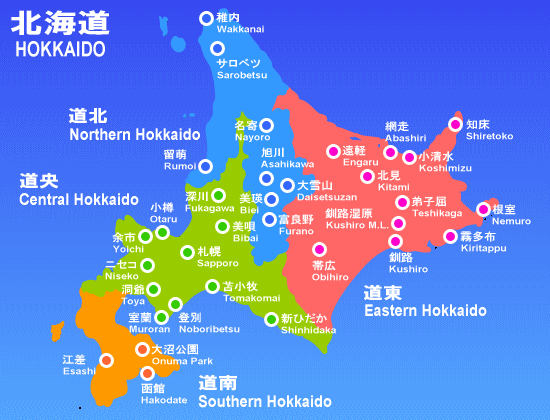 北海道
HOKKAIDO
稚内
Wakkanai
サロベツ
Sarobetsu
道北
Northern Hokkaido
名寄
Nayoro
留萌
Rumoi
旭川
Asahikawa
大雪山
Daisetsuzan
美瑛
Biei
富良野
Furano
道央
Central Hokkaido
深川
Fukagawa
小樽
Otaru
美唄
Bibai
余市
Yoichi
札幌
Sapporo
ニセコ
Niseko
洞爺
Toya
苫小牧
Tomakomai
室蘭
Muroran
登別
Noboribetsu
新ひだか
Shinhidaka
網走
Abashiri
知床
Shiretoko
遠軽
Engaru
小清水
Koshimizu
北見
Kitami
弟子屈
Teshikaga
釧路湿原
Kushiro M.L.
根室
Nemuro
霧多布
Kiritappu
釧路
Kushiro
帯広
Obihiro
道東
Eastern Hokkaido
大沼公園
Onuma Park
江差
Esashi
函館
Hakodate
道南
Southern Hokkaido